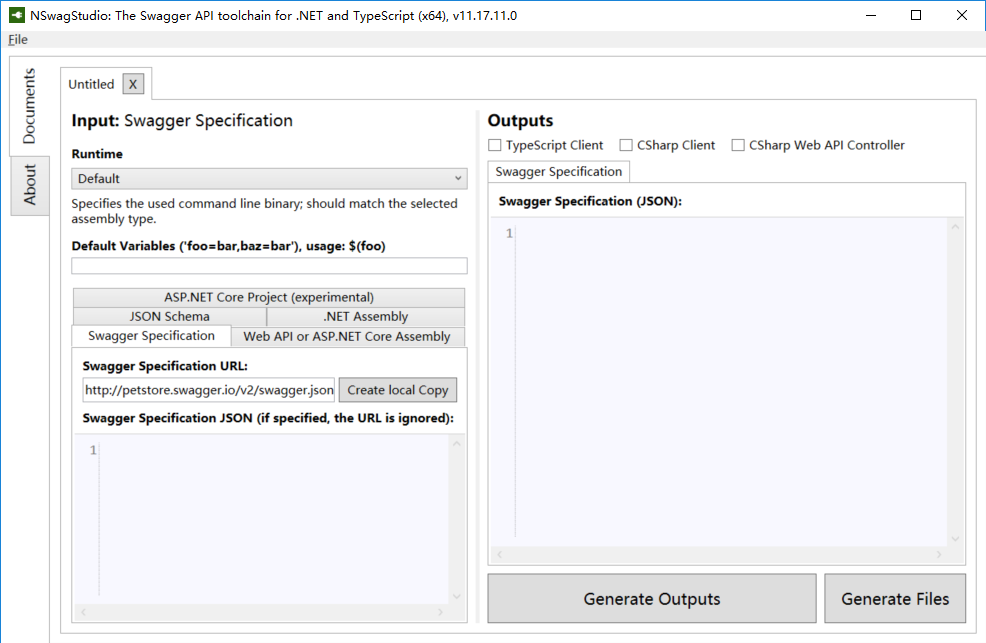 NSwagStudio: The Swagger API toolchain for .NET and TypeScript (x64), v11.17.11.0
File
Documents
About
Untitled X
Input: Swagger Specification
Runtime
Default
Specifies the used command line binary; should match the selected
assembly type.
Default Variables ('foo=bar,baz=bar'), usage: $(foo)
ASP.NET Core Project (experimental)
JSON Schema .NET Assembly
Swagger Specification Web API or ASP.NET Core Assembly
Swagger Specification URL:
http://petstore.swagger.io/v2/swagger.json Create local Copy
Swagger Specification JSON (if specified, the URL is ignored):
1
Outputs
TypeScript Client CSharp Client CSharp Web API Controller
Swagger Specification
Swagger Specification (JSON):
1
Generate Outputs Generate Files